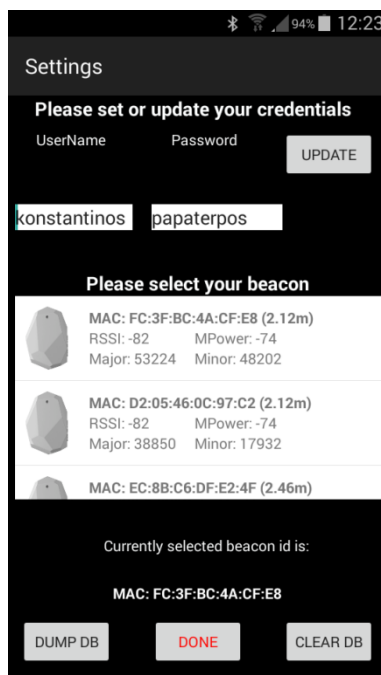 94% 12:23
Settings
Please set or update your credentials
UserName Password
UPDATE
konstantinos papaterpos
Please select your beacon
MAC: FC:3F:BC:4A:CF:E8 (2.12m)
RSSI: -82 MPower: -74
Major: 53224 Minor: 48202
MAC: D2:05:46:0C:97:C2 (2.12m)
RSSI: -82 MPower: -74
Major: 38850 Minor: 17932
MAC: EC:8B:C6:DF:E2:4F (2.46m)
Currently selected beacon id is:
MAC: FC:3F:BC:4A:CF:E8
DUMP DB DONE CLEAR DB